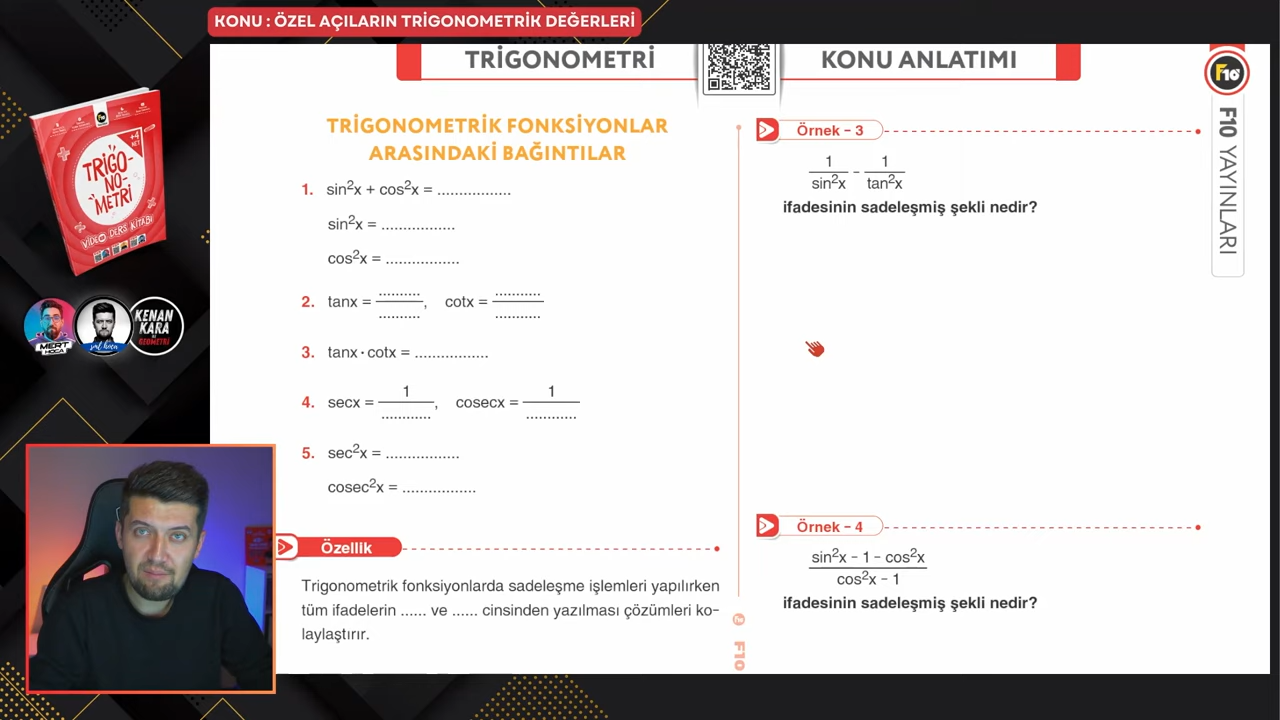 KONU : ÖZEL AÇILARIN TRİGONOMETRİK DEĞERLERİ
TRİGONOMETRİ
KONU ANLATIMI
F10
F10 YAYINLARI
+4 NET
TRİGO-
NO-
METRİ
VİDEO DERS KİTABI
MERT HOCA
KENAN
KARA
GEOMETRİ
TRİGONOMETRİK FONKSİYONLAR
ARASINDAKİ BAĞINTILAR
1. sin²x + cos²x = .................
sin²x = .................
cos²x = .................
2. tanx = ........../.........., cotx = .........../...........
3. tanx · cotx = .................
4. secx = 1/............, cosecx = 1/............
5. sec²x = .................
cosec²x = .................
Özellik
Trigonometrik fonksiyonlarda sadeleşme işlemleri yapılırken
tüm ifadelerin ...... ve ...... cinsinden yazılması çözümleri ko-
laylaştırır.
Örnek – 3
1/sin²x - 1/tan²x
ifadesinin sadeleşmiş şekli nedir?
Örnek – 4
sin²x – 1 – cos²x
cos²x – 1
ifadesinin sadeleşmiş şekli nedir?
F10